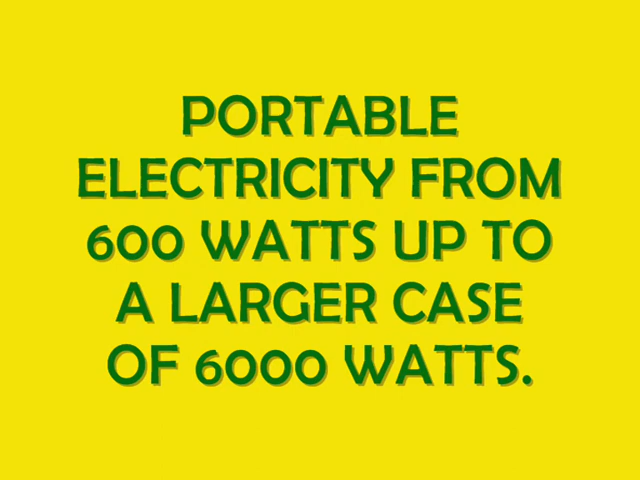 PORTABLE
ELECTRICITY FROM
600 WATTS UP TO
A LARGER CASE
OF 6000 WATTS.